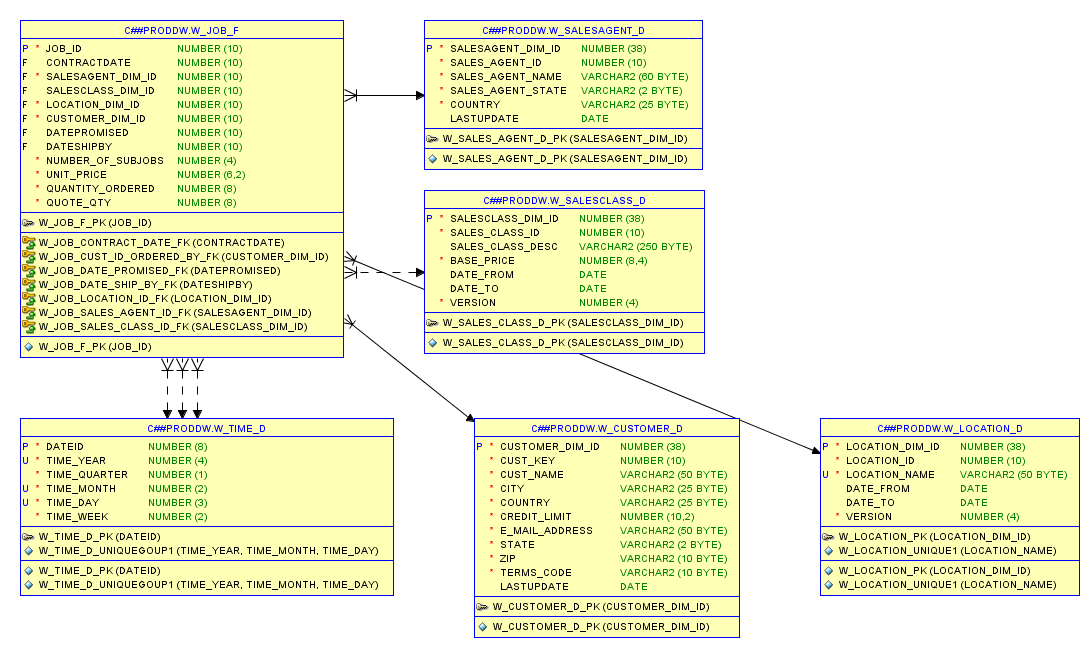 C##PRODDW.W_JOB_F
P * JOB_ID NUMBER (10)
F CONTRACTDATE NUMBER (10)
F * SALESAGENT_DIM_ID NUMBER (10)
F SALESCLASS_DIM_ID NUMBER (10)
F * LOCATION_DIM_ID NUMBER (10)
F * CUSTOMER_DIM_ID NUMBER (10)
F DATEPROMISED NUMBER (10)
F DATESHIPBY NUMBER (10)
* NUMBER_OF_SUBJOBS NUMBER (4)
* UNIT_PRICE NUMBER (6,2)
* QUANTITY_ORDERED NUMBER (8)
* QUOTE_QTY NUMBER (8)
W_JOB_F_PK (JOB_ID)
W_JOB_CONTRACT_DATE_FK (CONTRACTDATE)
W_JOB_CUST_ID_ORDERED_BY_FK (CUSTOMER_DIM_ID)
W_JOB_DATE_PROMISED_FK (DATEPROMISED)
W_JOB_DATE_SHIP_BY_FK (DATESHIPBY)
W_JOB_LOCATION_ID_FK (LOCATION_DIM_ID)
W_JOB_SALES_AGENT_ID_FK (SALESAGENT_DIM_ID)
W_JOB_SALES_CLASS_ID_FK (SALESCLASS_DIM_ID)
W_JOB_F_PK (JOB_ID)
C##PRODDW.W_SALESAGENT_D
P * SALESAGENT_DIM_ID NUMBER (38)
* SALES_AGENT_ID NUMBER (10)
* SALES_AGENT_NAME VARCHAR2 (60 BYTE)
* SALES_AGENT_STATE VARCHAR2 (2 BYTE)
* COUNTRY VARCHAR2 (25 BYTE)
LASTUPDATE DATE
W_SALES_AGENT_D_PK (SALESAGENT_DIM_ID)
W_SALES_AGENT_D_PK (SALESAGENT_DIM_ID)
C##PRODDW.W_SALESCLASS_D
P * SALESCLASS_DIM_ID NUMBER (38)
* SALES_CLASS_ID NUMBER (10)
SALES_CLASS_DESC VARCHAR2 (250 BYTE)
* BASE_PRICE NUMBER (8,4)
DATE_FROM DATE
DATE_TO DATE
* VERSION NUMBER (4)
W_SALES_CLASS_D_PK (SALESCLASS_DIM_ID)
W_SALES_CLASS_D_PK (SALESCLASS_DIM_ID)
C##PRODDW.W_TIME_D
P * DATEID NUMBER (8)
U * TIME_YEAR NUMBER (4)
* TIME_QUARTER NUMBER (1)
U * TIME_MONTH NUMBER (2)
U * TIME_DAY NUMBER (3)
* TIME_WEEK NUMBER (2)
W_TIME_D_PK (DATEID)
W_TIME_D_UNIQUEGOUP1 (TIME_YEAR, TIME_MONTH, TIME_DAY)
W_TIME_D_PK (DATEID)
W_TIME_D_UNIQUEGOUP1 (TIME_YEAR, TIME_MONTH, TIME_DAY)
C##PRODDW.W_CUSTOMER_D
P * CUSTOMER_DIM_ID NUMBER (38)
* CUST_KEY NUMBER (10)
* CUST_NAME VARCHAR2 (50 BYTE)
* CITY VARCHAR2 (25 BYTE)
* COUNTRY VARCHAR2 (25 BYTE)
* CREDIT_LIMIT NUMBER (10,2)
* E_MAIL_ADDRESS VARCHAR2 (50 BYTE)
* STATE VARCHAR2 (2 BYTE)
* ZIP VARCHAR2 (10 BYTE)
* TERMS_CODE VARCHAR2 (10 BYTE)
LASTUPDATE DATE
W_CUSTOMER_D_PK (CUSTOMER_DIM_ID)
W_CUSTOMER_D_PK (CUSTOMER_DIM_ID)
C##PRODDW.W_LOCATION_D
P * LOCATION_DIM_ID NUMBER (38)
* LOCATION_ID NUMBER (10)
U * LOCATION_NAME VARCHAR2 (50 BYTE)
DATE_FROM DATE
DATE_TO DATE
* VERSION NUMBER (4)
W_LOCATION_PK (LOCATION_DIM_ID)
W_LOCATION_UNIQUE1 (LOCATION_NAME)
W_LOCATION_PK (LOCATION_DIM_ID)
W_LOCATION_UNIQUE1 (LOCATION_NAME)